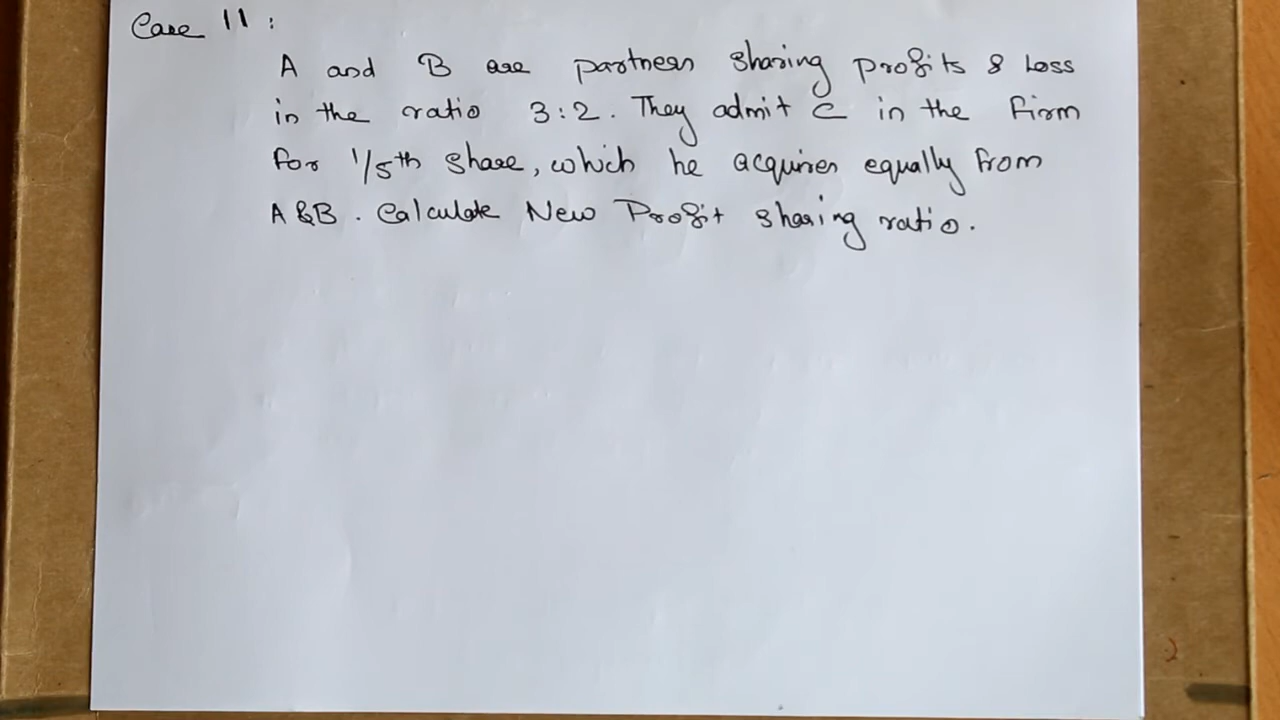 Case II :
A and B are partners sharing profits & Loss
in the ratio 3:2. They admit C in the firm
for 1/5th share, which he acquires equally from
A & B. Calculate New Profit sharing ratio.